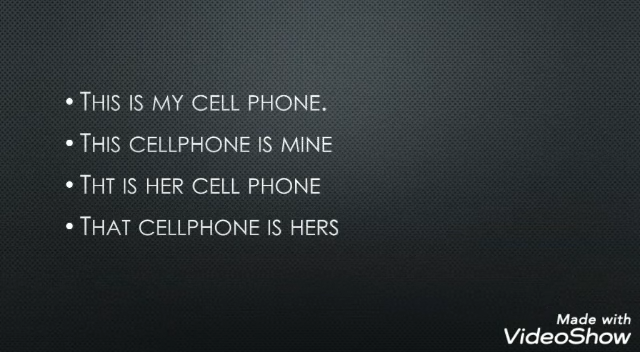 • This is my cell phone.
• This cellphone is mine
• Tht is her cell phone
• That cellphone is hers
Made with
VideoShow